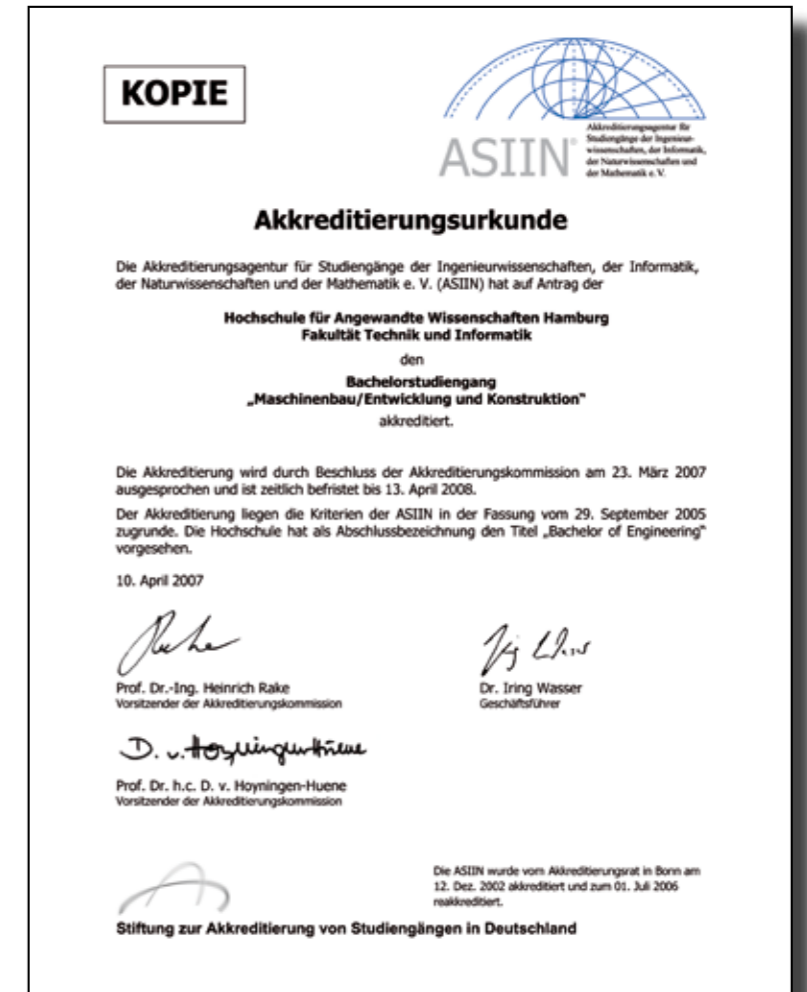 KOPIE
ASIIN®
Akkreditierungsagentur für
Studiengänge der Ingenieur-
wissenschaften, der Informatik,
der Naturwissenschaften und
der Mathematik e. V.
Akkreditierungsurkunde
Die Akkreditierungsagentur für Studiengänge der Ingenieurwissenschaften, der Informatik,
der Naturwissenschaften und der Mathematik e. V. (ASIIN) hat auf Antrag der
Hochschule für Angewandte Wissenschaften Hamburg
Fakultät Technik und Informatik
den
Bachelorstudiengang
„Maschinenbau/Entwicklung und Konstruktion“
akkreditiert.
Die Akkreditierung wird durch Beschluss der Akkreditierungskommission am 23. März 2007
ausgesprochen und ist zeitlich befristet bis 13. April 2008.
Der Akkreditierung liegen die Kriterien der ASIIN in der Fassung vom 29. September 2005
zugrunde. Die Hochschule hat als Abschlussbezeichnung den Titel „Bachelor of Engineering“
vorgesehen.
10. April 2007
Prof. Dr.-Ing. Heinrich Rake
Vorsitzender der Akkreditierungskommission
Dr. Iring Wasser
Geschäftsführer
D. v. Hoyningen-Huene
Prof. Dr. h.c. D. v. Hoyningen-Huene
Vorsitzender der Akkreditierungskommission
Die ASIIN wurde vom Akkreditierungsrat in Bonn am
12. Dez. 2002 akkreditiert und zum 01. Juli 2006
reakkreditiert.
Stiftung zur Akkreditierung von Studiengängen in Deutschland